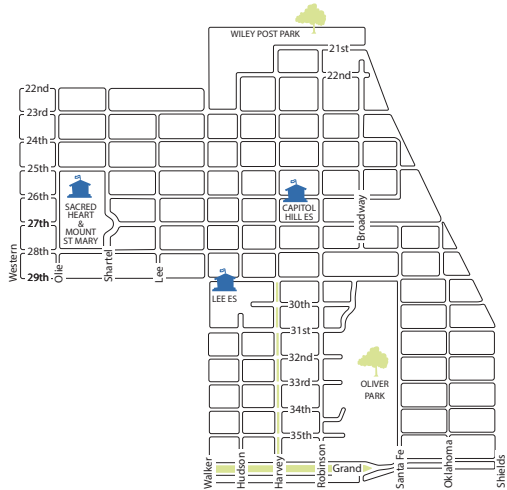 WILEY POST PARK
21st
22nd
22nd
23rd
24th
25th
26th
27th
28th
29th
SACRED
HEART
&
MOUNT
ST MARY
CAPITOL
HILL ES
Broadway
Western
Olie
Shartel
Lee
LEE ES
30th
31st
32nd
33rd
34th
35th
OLIVER
PARK
Grand
Walker
Hudson
Harvey
Robinson
Santa Fe
Oklahoma
Shields